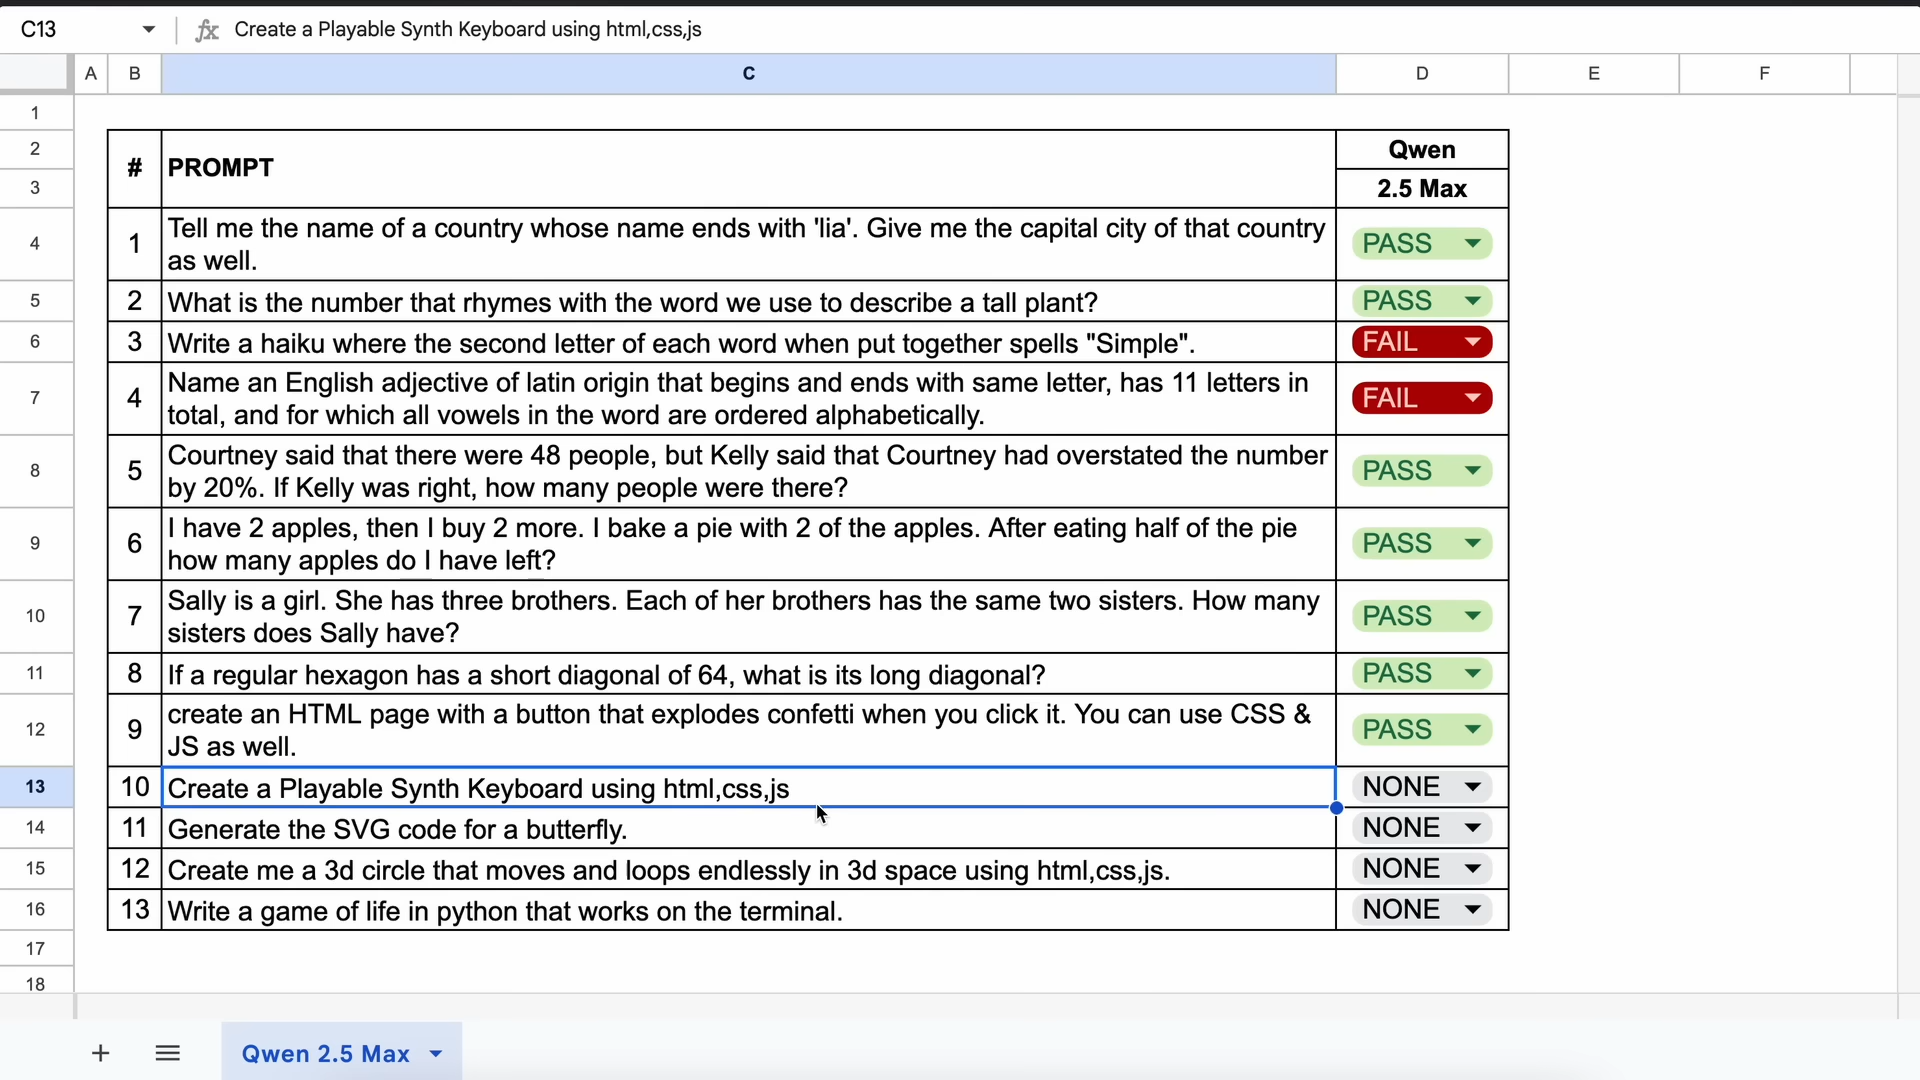 C13
fx Create a Playable Synth Keyboard using html,css,js
A B C D E F
1
2 # PROMPT Qwen
3 2.5 Max
4 1 Tell me the name of a country whose name ends with 'lia'. Give me the capital city of that country PASS
as well.
5 2 What is the number that rhymes with the word we use to describe a tall plant? PASS
6 3 Write a haiku where the second letter of each word when put together spells "Simple". FAIL
7 4 Name an English adjective of latin origin that begins and ends with same letter, has 11 letters in FAIL
total, and for which all vowels in the word are ordered alphabetically.
8 5 Courtney said that there were 48 people, but Kelly said that Courtney had overstated the number PASS
by 20%. If Kelly was right, how many people were there?
9 6 I have 2 apples, then I buy 2 more. I bake a pie with 2 of the apples. After eating half of the pie PASS
how many apples do I have left?
10 7 Sally is a girl. She has three brothers. Each of her brothers has the same two sisters. How many PASS
sisters does Sally have?
11 8 If a regular hexagon has a short diagonal of 64, what is its long diagonal? PASS
12 9 create an HTML page with a button that explodes confetti when you click it. You can use CSS & PASS
JS as well.
13 10 Create a Playable Synth Keyboard using html,css,js NONE
14 11 Generate the SVG code for a butterfly. NONE
15 12 Create me a 3d circle that moves and loops endlessly in 3d space using html,css,js. NONE
16 13 Write a game of life in python that works on the terminal. NONE
17
18
Qwen 2.5 Max